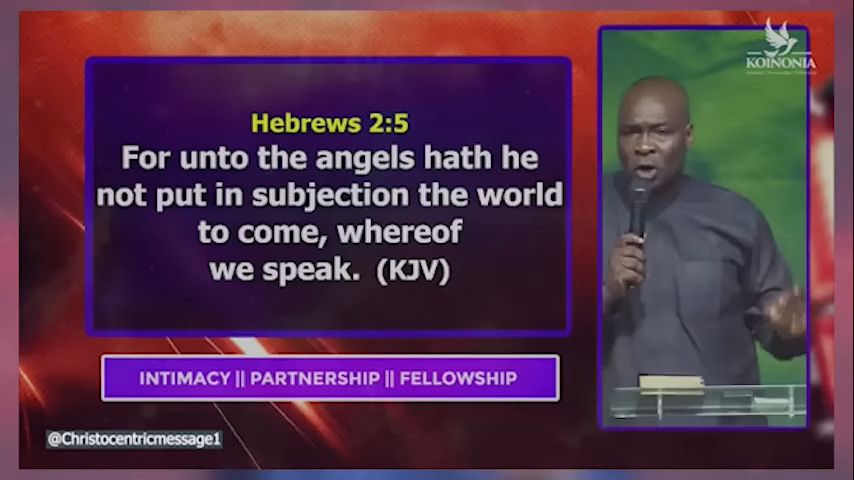 Hebrews 2:5
For unto the angels hath he
not put in subjection the world
to come, whereof
we speak. (KJV)
INTIMACY || PARTNERSHIP || FELLOWSHIP
@Christocentricmessage1
KOINONIA